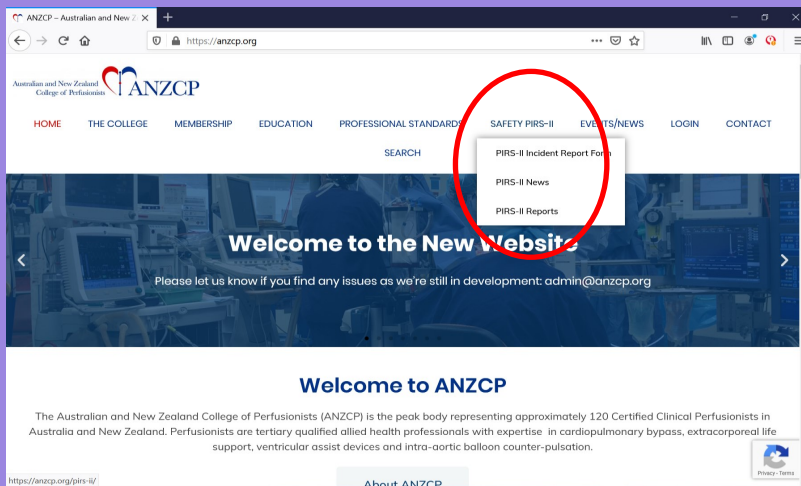 ANZCP – Australian and New Z
https://anzcp.org
Australian and New Zealand
College of Perfusionists
ANZCP
HOME THE COLLEGE MEMBERSHIP EDUCATION PROFESSIONAL STANDARDS SAFETY PIRS-II EVENTS/NEWS LOGIN CONTACT
SEARCH
PIRS-II Incident Report Form
PIRS-II News
PIRS-II Reports
Welcome to the New Website
Please let us know if you find any issues as we're still in development: admin@anzcp.org
Welcome to ANZCP
The Australian and New Zealand College of Perfusionists (ANZCP) is the peak body representing approximately 120 Certified Clinical Perfusionists in
Australia and New Zealand. Perfusionists are tertiary qualified allied health professionals with expertise in cardiopulmonary bypass, extracorporeal life
support, ventricular assist devices and intra-aortic balloon counter-pulsation.
Privacy - Terms
https://anzcp.org/pirs-ii/
About ANZCP